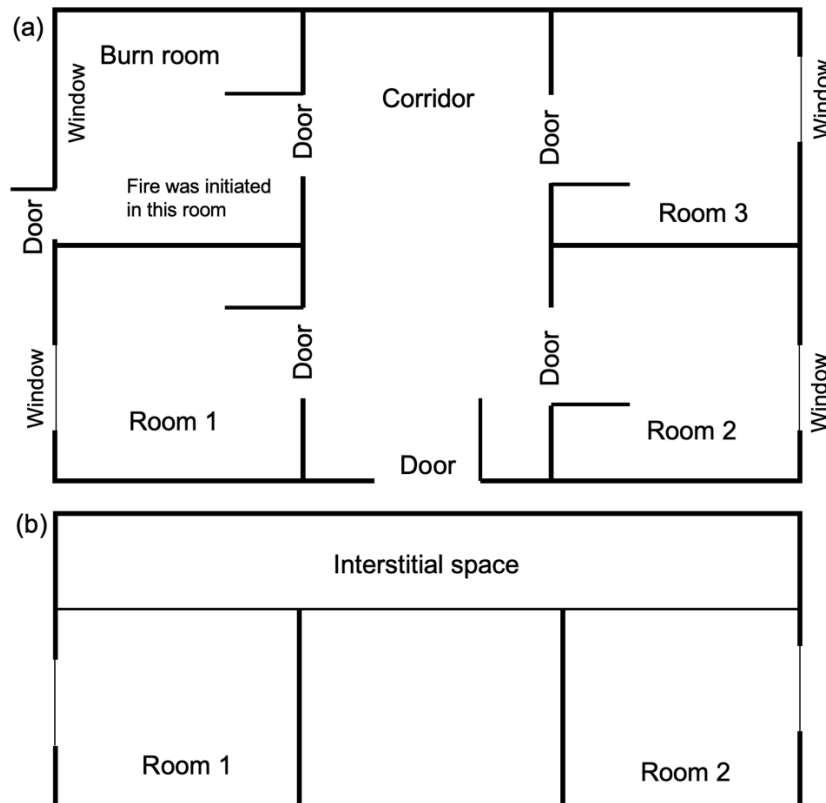 (a)
Burn room
Window
Door
Corridor
Door
Window
Fire was initiated
in this room
Door
Room 3
Window
Door
Door
Window
Room 1
Room 2
Door
(b)
Interstitial space
Room 1
Room 2